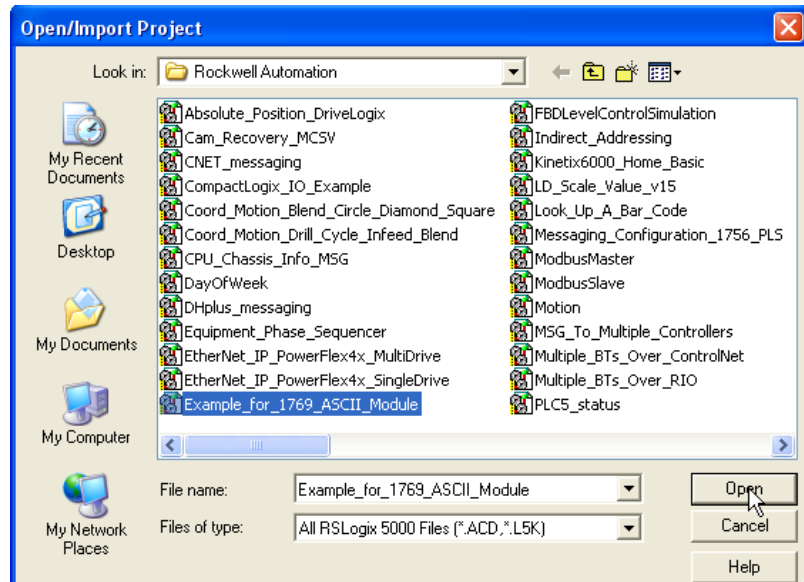 Open/Import Project
Look in:
Rockwell Automation
My Recent
Documents
Desktop
My Documents
My Computer
My Network
Places
Absolute_Position_DriveLogix
Cam_Recovery_MCSV
CNET_messaging
CompactLogix_IO_Example
Coord_Motion_Blend_Circle_Diamond_Square
Coord_Motion_Drill_Cycle_Infeed_Blend
CPU_Chassis_Info_MSG
DayOfWeek
DHplus_messaging
Equipment_Phase_Sequencer
EtherNet_IP_PowerFlex4x_MultiDrive
EtherNet_IP_PowerFlex4x_SingleDrive
Example_for_1769_ASCII_Module
FBDLevelControlSimulation
Indirect_Addressing
Kinetix6000_Home_Basic
LD_Scale_Value_v15
Look_Up_A_Bar_Code
Messaging_Configuration_1756_PLS
ModbusMaster
ModbusSlave
Motion
MSG_To_Multiple_Controllers
Multiple_BTs_Over_ControlNet
Multiple_BTs_Over_RIO
PLC5_status
File name:
Example_for_1769_ASCII_Module
Open
Files of type:
All RSLogix 5000 Files (*.ACD,*.L5K)
Cancel
Help